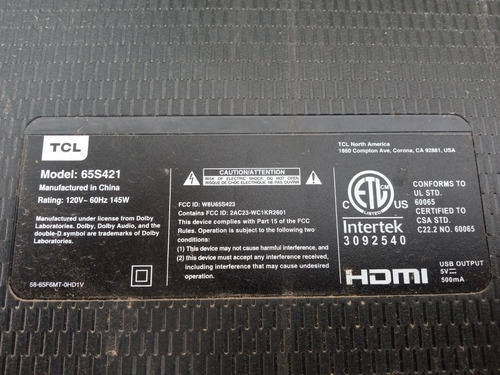 TCL
Model: 65S421
Manufactured in China
Rating: 120V~ 60Hz 145W
Manufactured under license from Dolby
Laboratories. Dolby, Dolby Audio, and the
double-D symbol are trademarks of Dolby
Laboratories.
58-65F6MT-0HD1V
CAUTION/ATTENTION
RISK OF ELECTRIC SHOCK, DO NOT OPEN
RISQUE DE CHOC ELECTRIQUE NE PAS OUVRIR
FCC ID: W8U65S423
Contains FCC ID: 2AC23-WC1KR2601
This device complies with Part 15 of the FCC
Rules. Operation is subject to the following two
conditions:
(1) This device may not cause harmful interference, and
(2) this device must accept any interference received,
including interference that may cause undesired
operation.
TCL North America
1860 Compton Ave, Corona, CA 92881, USA
ETL
CM
LISTED
C US
Intertek
3092540
CONFORMS TO
UL STD.
60065
CERTIFIED TO
CSA STD.
C22.2 NO. 60065
HDMI
USB OUTPUT
5V⎓
500mA